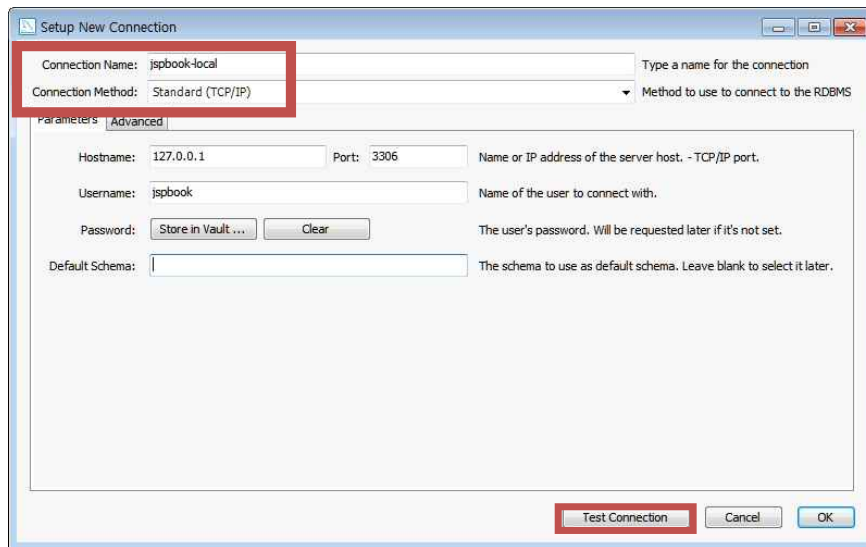 Setup New Connection
Connection Name: jspbook-local Type a name for the connection
Connection Method: Standard (TCP/IP) Method to use to connect to the RDBMS
Parameters Advanced
Hostname: 127.0.0.1 Port: 3306 Name or IP address of the server host. - TCP/IP port.
Username: jspbook Name of the user to connect with.
Password: Store in Vault ... Clear The user's password. Will be requested later if it's not set.
Default Schema: The schema to use as default schema. Leave blank to select it later.
Test Connection Cancel OK